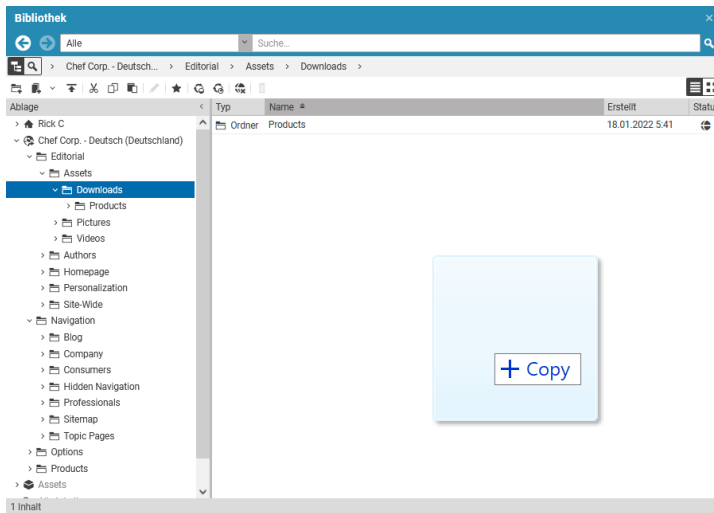 Bibliothek
Alle
Suche...
Chef Corp. - Deutsch... > Editorial > Assets > Downloads >
Ablage
Typ Name Erstellt Statu
Rick C
Ordner Products 18.01.2022 5:41
Chef Corp. - Deutsch (Deutschland)
Editorial
Assets
Downloads
Products
Pictures
Videos
Authors
Homepage
Personalization
Site-Wide
Navigation
Blog
Company
Consumers
Hidden Navigation
Professionals
Sitemap
Topic Pages
Options
Products
Assets
+ Copy
1 Inhalt